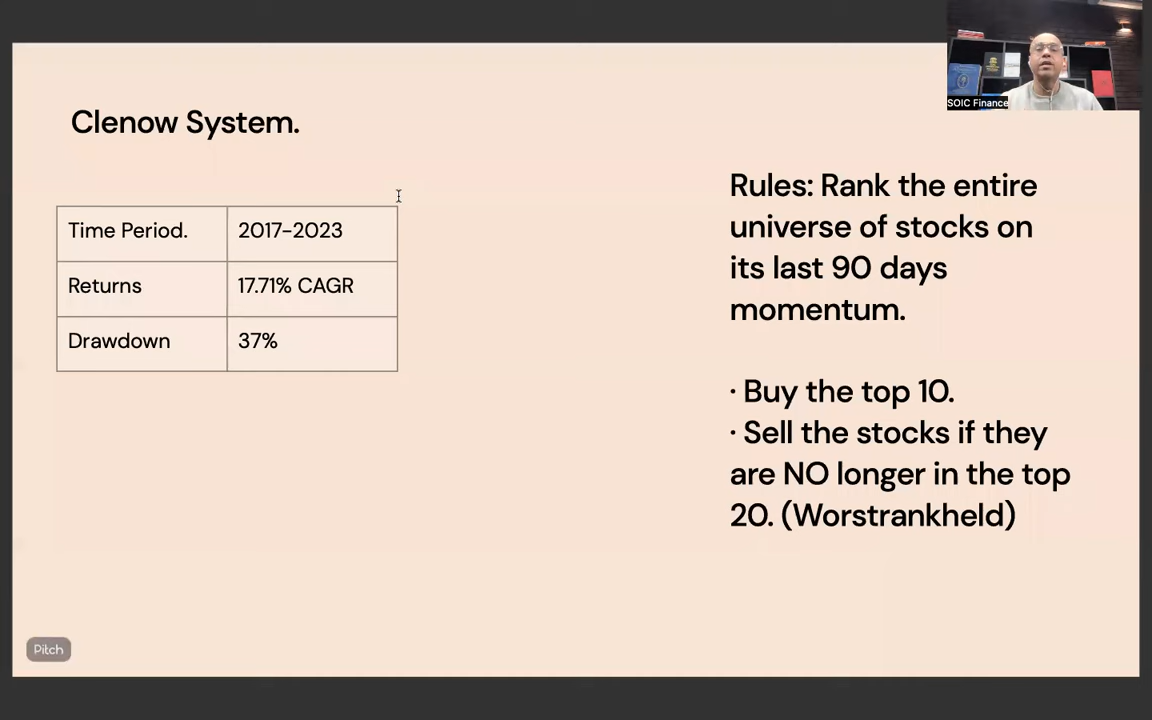 SOIC Finance
Clenow System.
Time Period.
2017-2023
Returns
17.71% CAGR
Drawdown
37%
Rules: Rank the entire
universe of stocks on
its last 90 days
momentum.
· Buy the top 10.
· Sell the stocks if they
are NO longer in the top
20. (Worstrankheld)
Pitch